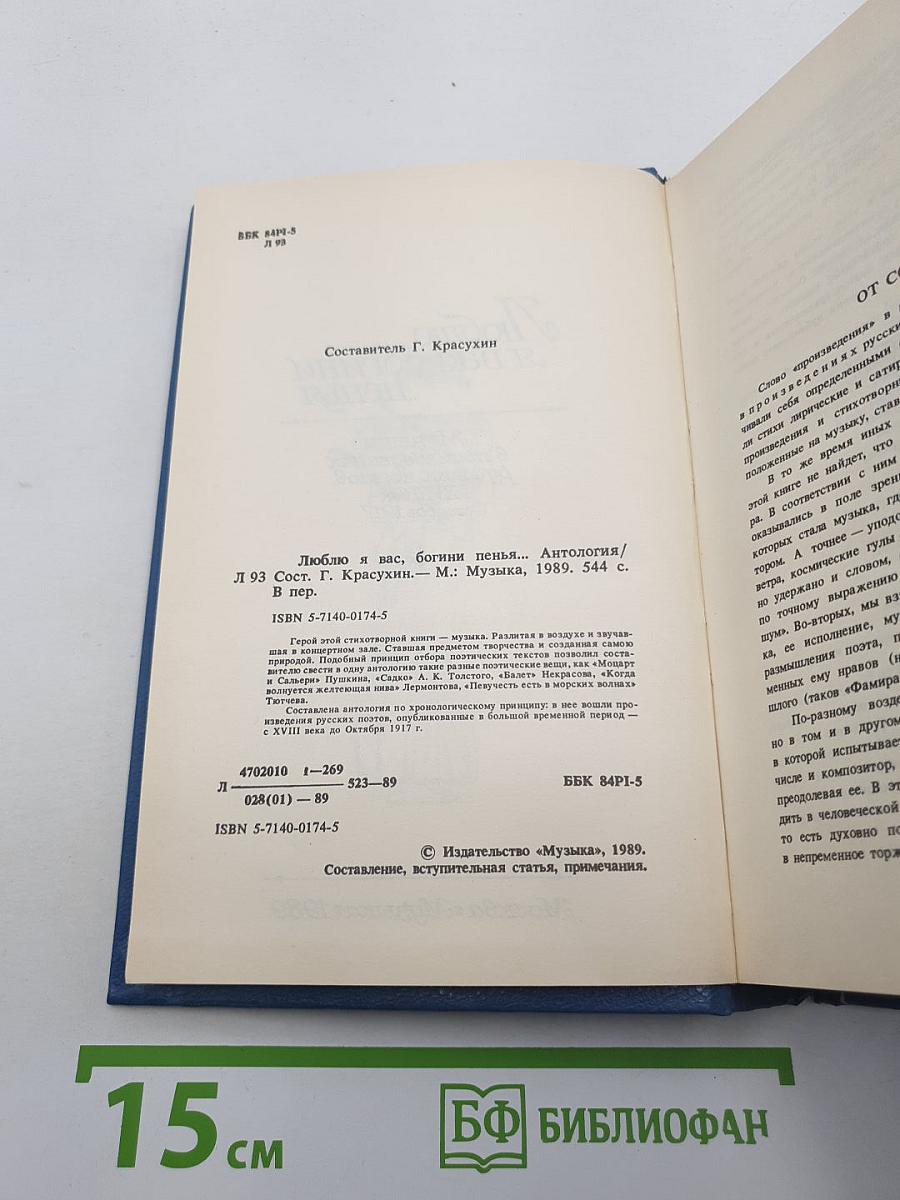 ББК 84Р1-5
Л 93
Составитель Г. Красухин
Люблю я вас, богини пенья... Антология/
Л 93 Сост. Г. Красухин.— М.: Музыка, 1989. 544 с.
В пер.
ISBN 5-7140-0174-5
Герой этой стихотворной книги — музыка. Разлитая в воздухе и звучав-
шая в концертном зале. Ставшая предметом творчества и созданная самою
природой. Подобный принцип отбора поэтических текстов позволил соста-
вителю свести в одну антологию такие разные поэтические вещи, как «Моцарт
и Сальери» Пушкина, «Садко» А. К. Толстого, «Балет» Некрасова, «Когда
волнуется желтеющая нива» Лермонтова, «Певучесть есть в морских волнах»
Тютчева.
Составлена антология по хронологическому принципу: в нее вошли про-
изведения русских поэтов, опубликованные в большой временной период —
с XVIII века до Октября 1917 г.
4702010 1—269
Л 523—89
028(01) — 89
ББК 84Р1-5
ISBN 5-7140-0174-5
© Издательство «Музыка», 1989.
Составление, вступительная статья, примечания.
ОТ СО
Слово «произведения» в
в произведениях русски
чивали себя определенными
ли стихи лирические и сатир
произведения и стихотворн
положенные на музыку, став
В то же время иных
этой книге не найдет, что
ра. В соответствии с ним
оказывались в поле зрен
которых стала музыка, гд
тором. А точнее — уподо
ветра, космические гулы
но удержано и словом,
по точному выражению
шум». Во-вторых, мы вз
ка, ее исполнение, му
размышления поэта, п
менных ему нравов (н
шлого (таков «Фамира
По-разному возде
но в том и в другом
в которой испытывает
числе и композитор,
преодолевая ее. В эт
дить в человеческой
то есть духовно по
в непременное торж
15 см
БФ БИБЛИОФАН